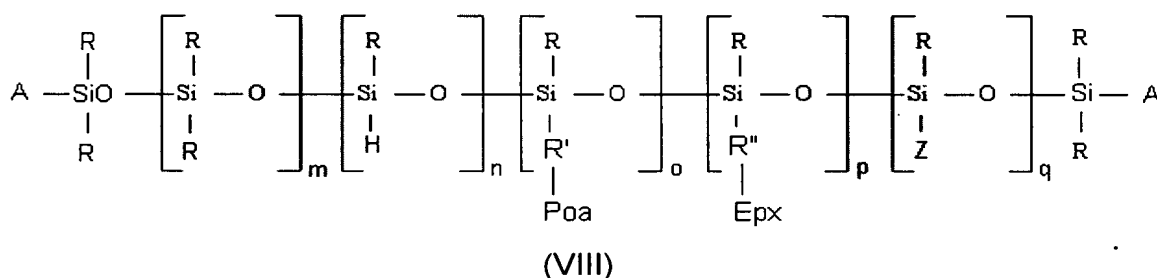 R R R R R R R
A SiO Si O Si O Si O Si O Si O Si A
R R H R' R" Z R
m n o p q
Poa Epx
(VIII)